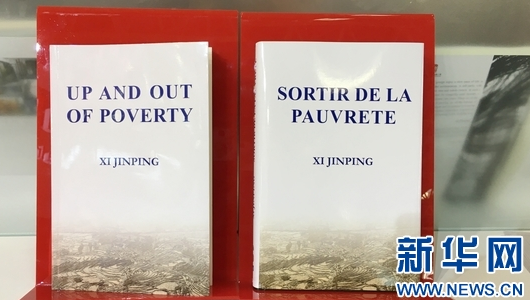 UP AND OUT
OF POVERTY
XI JINPING
SORTIR DE LA
PAUVRETE
XI JINPING
新华网
WWW.NEWS.CN